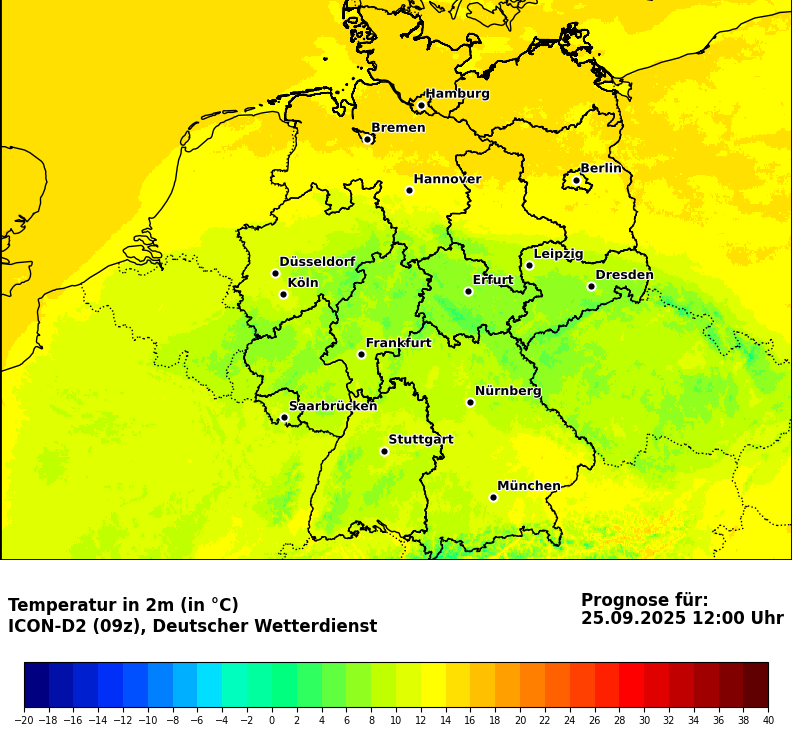 Hamburg
Bremen
Berlin
Hannover
Leipzig
Düsseldorf
Dresden
Köln
Erfurt
Frankfurt
Nürnberg
Saarbrücken
Stuttgart
München
Temperatur in 2m (in °C)
ICON-D2 (09z), Deutscher Wetterdienst
Prognose für:
25.09.2025 12:00 Uhr
−20 −18 −16 −14 −12 −10 −8 −6 −4 −2 0 2 4 6 8 10 12 14 16 18 20 22 24 26 28 30 32 34 36 38 40